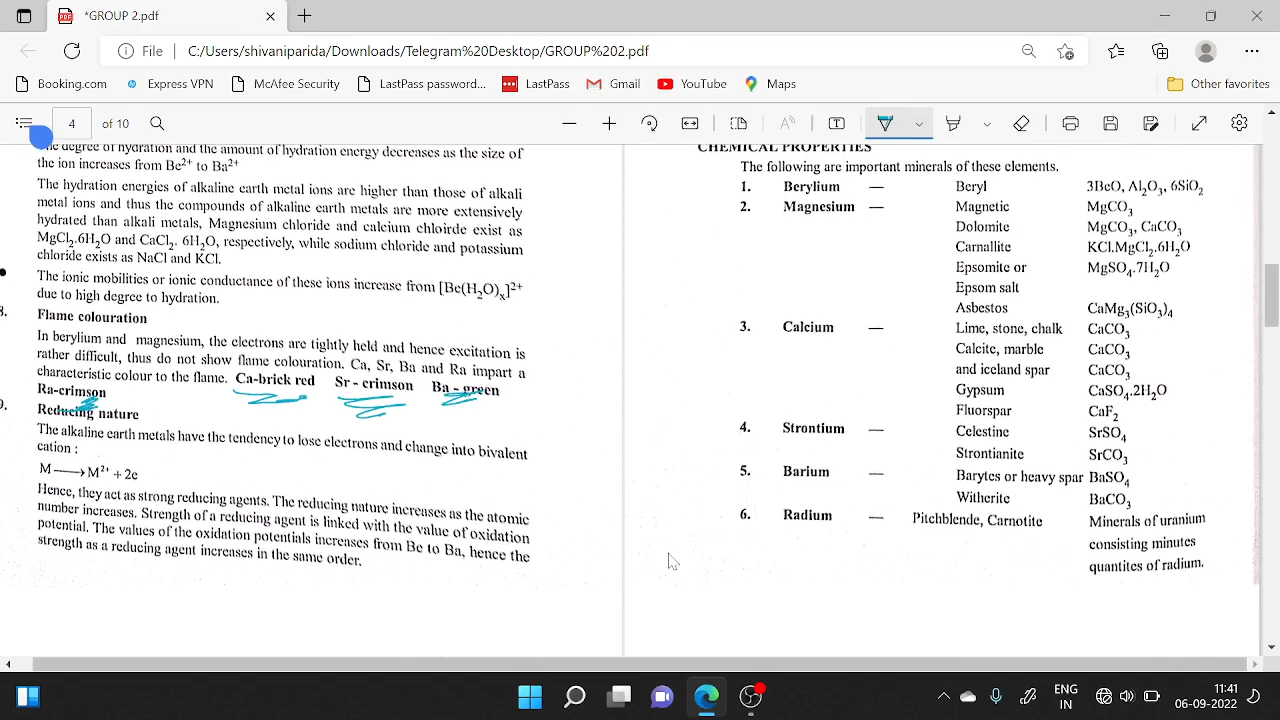 *GROUP 2.pdf
File
C:/Users/shivaniparida/Downloads/Telegram%20Desktop/GROUP%202.pdf
Booking.com
Express VPN
McAfee Security
LastPass password...
LastPass
Gmail
YouTube
Maps
Other favorites
4 of 10
The degree of hydration and the amount of hydration energy decreases as the size of
the ion increases from Be²⁺ to Ba²⁺
The hydration energies of alkaline earth metal ions are higher than those of alkali
metal ions and thus the compounds of alkaline earth metals are more extensively
hydrated than alkali metals, Magnesium chloride and calcium chloirde exist as
MgCl₂.6H₂O and CaCl₂. 6H₂O, respectively, while sodium chloride and potassium
chloride exists as NaCl and KCl.
The ionic mobilities or ionic conductance of these ions increase from [Be(H₂O)ₓ]²⁺
due to high degree to hydration.
8. Flame colouration
In berylium and magnesium, the electrons are tightly held and hence excitation is
rather difficult, thus do not show flame colouration. Ca, Sr, Ba and Ra impart a
characteristic colour to the flame. Ca-brick red Sr - crimson Ba - green
Ra-crimson
9. Reducing nature
The alkaline earth metals have the tendency to lose electrons and change into bivalent
cation :
M ⟶ M²⁺ + 2e
Hence, they act as strong reducing agents. The reducing nature increases as the atomic
number increases. Strength of a reducing agent is linked with the value of oxidation
potential. The values of the oxidation potentials increases from Be to Ba, hence the
strength as a reducing agent increases in the same order.
CHEMICAL PROPERTIES
The following are important minerals of these elements.
1. Berylium — Beryl 3BeO, Al₂O₃, 6SiO₂
2. Magnesium — Magnetic MgCO₃
Dolomite MgCO₃, CaCO₃
Carnallite KCl.MgCl₂.6H₂O
Epsomite or MgSO₄.7H₂O
Epsom salt
Asbestos CaMg₃(SiO₃)₄
3. Calcium — Lime, stone, chalk CaCO₃
Calcite, marble CaCO₃
and iceland spar CaCO₃
Gypsum CaSO₄.2H₂O
Fluorspar CaF₂
4. Strontium — Celestine SrSO₄
Strontianite SrCO₃
5. Barium — Barytes or heavy spar BaSO₄
Witherite BaCO₃
6. Radium — Pitchblende, Carnotite Minerals of uranium
consisting minutes
quantites of radium.
ENG
IN
11:41
06-09-2022